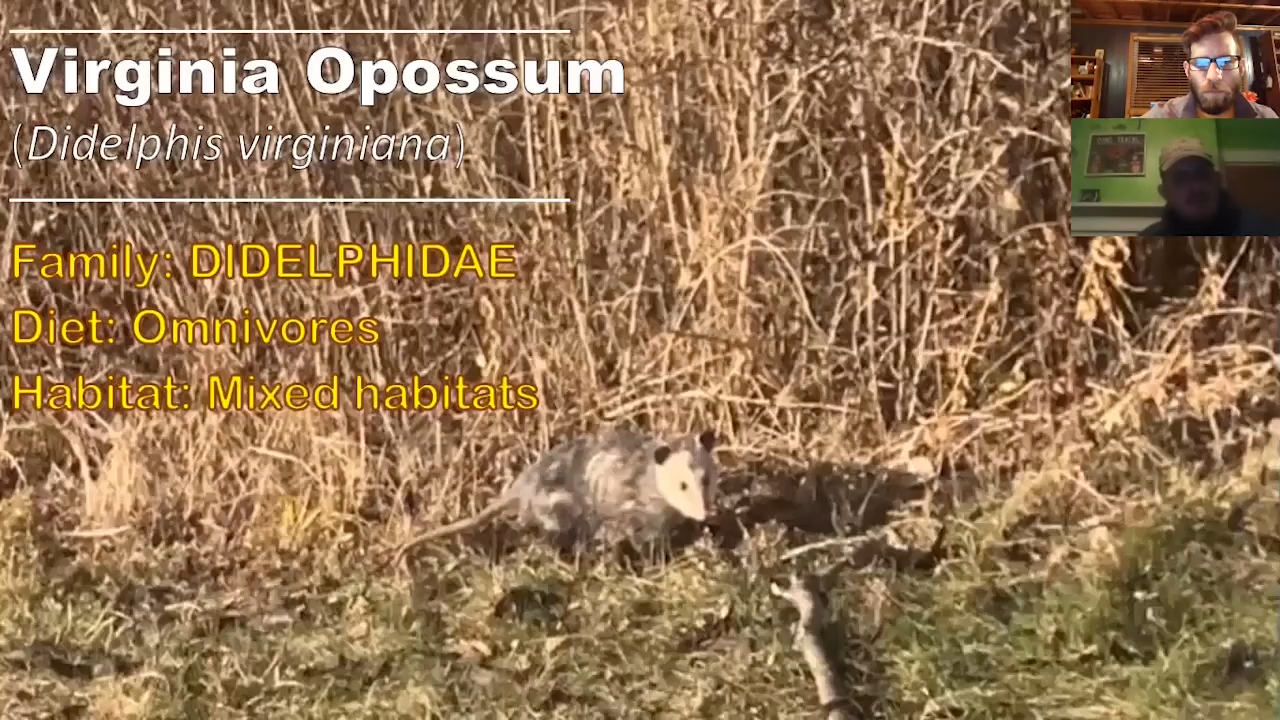 Virginia Opossum
(Didelphis virginiana)
Family: DIDELPHIDAE
Diet: Omnivores
Habitat: Mixed habitats